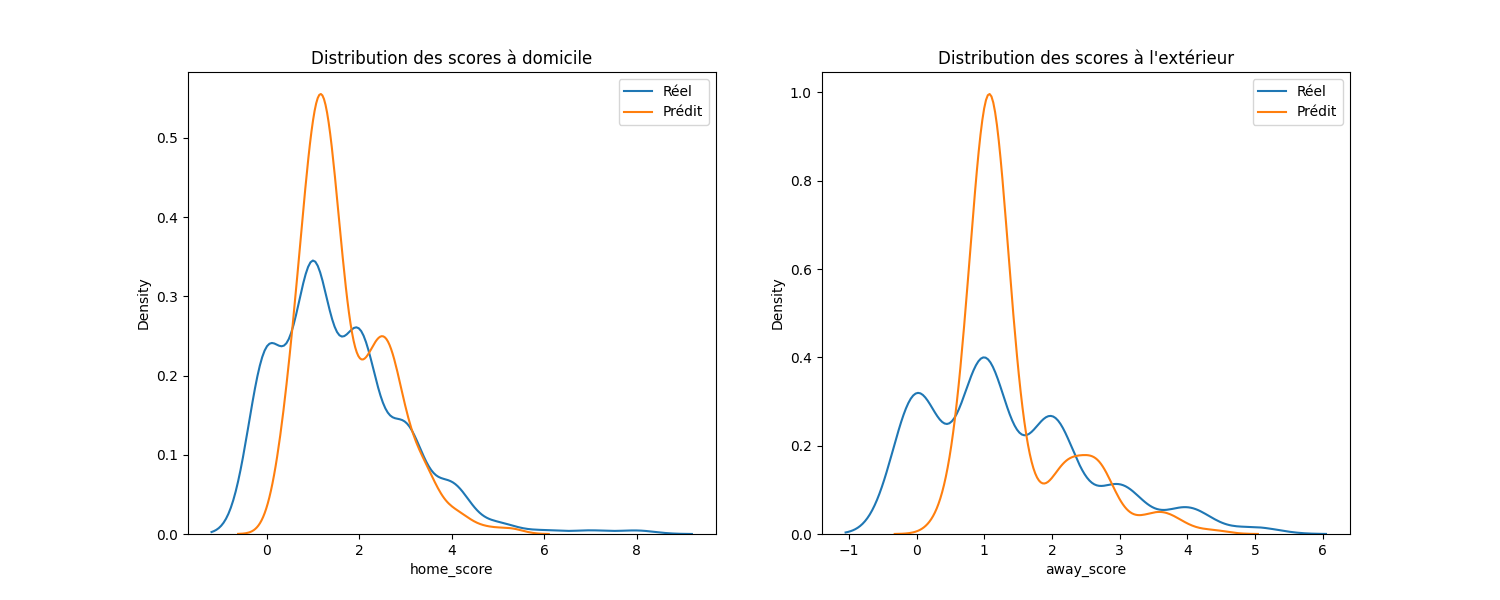 Distribution des scores à domicile
Réel
Prédit
0.5
0.4
0.3
0.2
0.1
0.0
Density
0 2 4 6 8
home_score
Distribution des scores à l'extérieur
Réel
Prédit
1.0
0.8
0.6
0.4
0.2
0.0
Density
−1 0 1 2 3 4 5 6
away_score